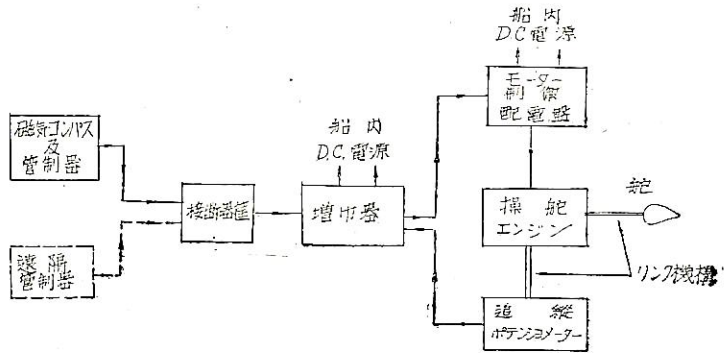 船内
D.C電源
モーター
制御
配電盤
磁気コンパス
及
管制器
船内
D.C.電源
接断器匡
増巾器
操舵
エンジン
舵
遠隔
管制器
リンク機構
追縦
ポテンショメーター